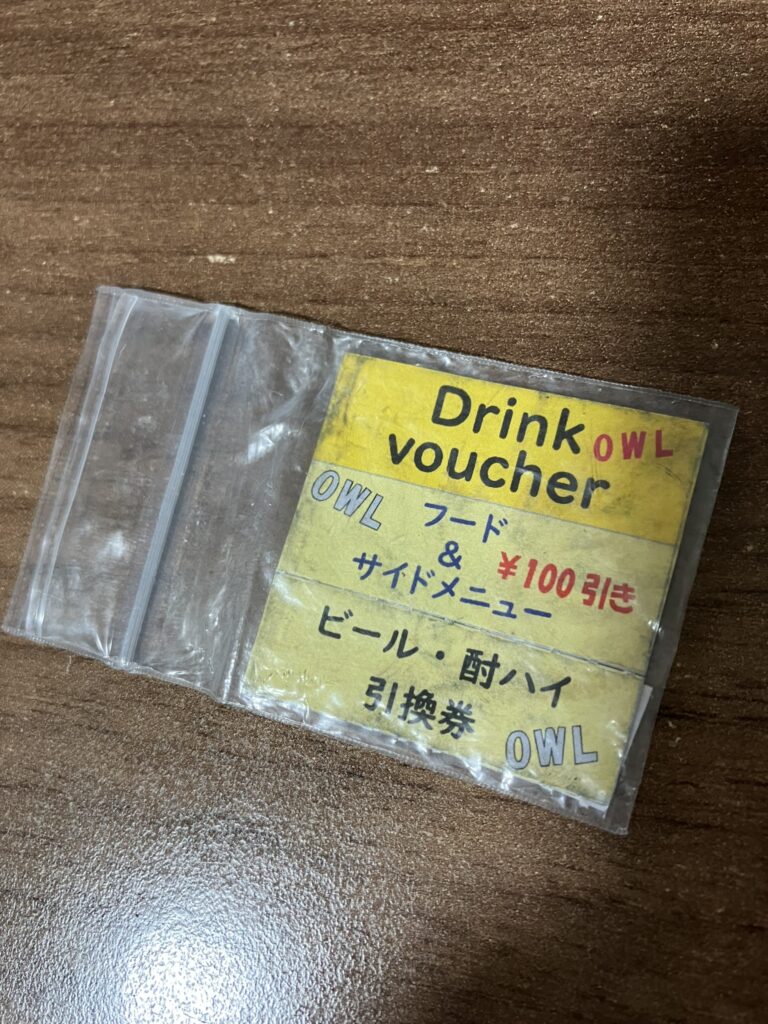 Drink
voucher OWL
OWL フード
&
サイドメニュー ¥100引き
ビール・酎ハイ
引換券 OWL